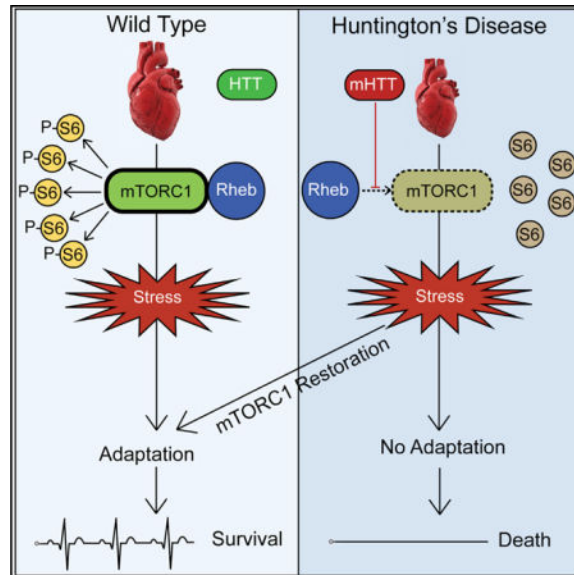 Wild Type
HTT
P-S6
P-S6
P-S6
P-S6
P-S6
mTORC1
Rheb
Stress
Adaptation
Survival
Huntington's Disease
mHTT
Rheb
mTORC1
S6
S6
S6
S6
S6
Stress
mTORC1 Restoration
No Adaptation
Death